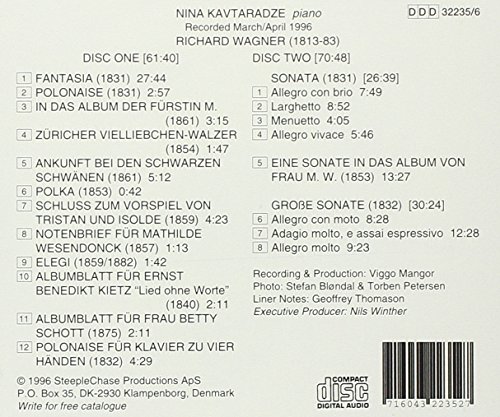 NINA KAVTARADZE piano
Recorded March/April 1996
RICHARD WAGNER (1813-83)
DDD 32235/6
DISC ONE [61:40]
1 FANTASIA (1831) 27:44
2 POLONAISE (1831) 2:57
3 IN DAS ALBUM DER FÜRSTIN M.
(1861) 3:15
4 ZÜRICHER VIELLIEBCHEN-WALZER
(1854) 1:47
5 ANKUNFT BEI DEN SCHWARZEN
SCHWÄNEN (1861) 5:12
6 POLKA (1853) 0:42
7 SCHLUSS ZUM VORSPIEL VON
TRISTAN UND ISOLDE (1859) 4:23
8 NOTENBRIEF FÜR MATHILDE
WESENDONCK (1857) 1:13
9 ELEGI (1859/1882) 1:42
10 ALBUMBLATT FÜR ERNST
BENEDIKT KIETZ "Lied ohne Worte"
(1840) 2:11
11 ALBUMBLATT FÜR FRAU BETTY
SCHOTT (1875) 2:11
12 POLONAISE FÜR KLAVIER ZU VIER
HÄNDEN (1832) 4:29
DISC TWO [70:48]
SONATA (1831) [26:39]
1 Allegro con brio 7:49
2 Larghetto 8:52
3 Menuetto 4:05
4 Allegro vivace 5:46
5 EINE SONATE IN DAS ALBUM VON
FRAU M. W. (1853) 13:27
GROßE SONATE (1832) [30:24]
6 Allegro con moto 8:28
7 Adagio molto, e assai espressivo 12:28
8 Allegro molto 9:23
Recording & Production: Viggo Mangor
Photo: Stefan Bløndal & Torben Petersen
Liner Notes: Geoffrey Thomason
Executive Producer: Nils Winther
© 1996 SteepleChase Productions ApS
P.O. Box 35, DK-2930 Klampenborg, Denmark
Write for free catalogue
COMPACT
disc
DIGITAL AUDIO
716043 223527